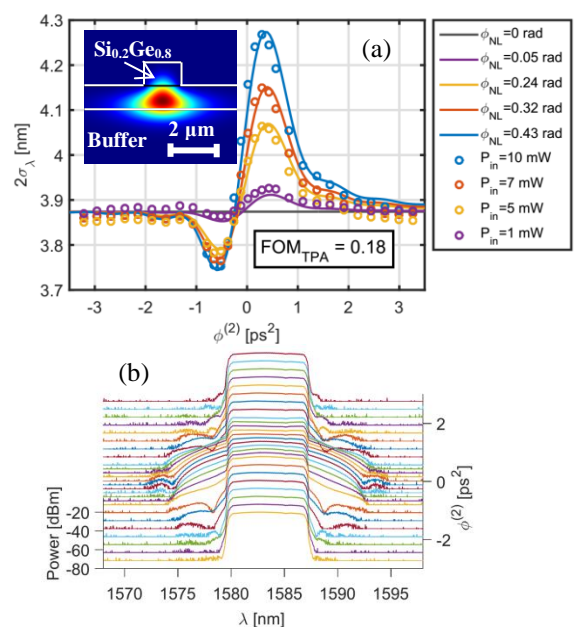 (a)
Si0.2Ge0.8
Buffer
2 μm
FOM_TPA = 0.18
4.3
4.2
4.1
4
3.9
3.8
3.7
2σ_λ [nm]
-3 -2 -1 0 1 2 3
ϕ^(2) [ps^2]
ϕ_NL=0 rad
ϕ_NL=0.05 rad
ϕ_NL=0.24 rad
ϕ_NL=0.32 rad
ϕ_NL=0.43 rad
P_in=10 mW
P_in=7 mW
P_in=5 mW
P_in=1 mW
(b)
Power [dBm]
-20
-40
-60
-80
2
0
-2
ϕ^(2) [ps^2]
1570 1575 1580 1585 1590 1595
λ [nm]